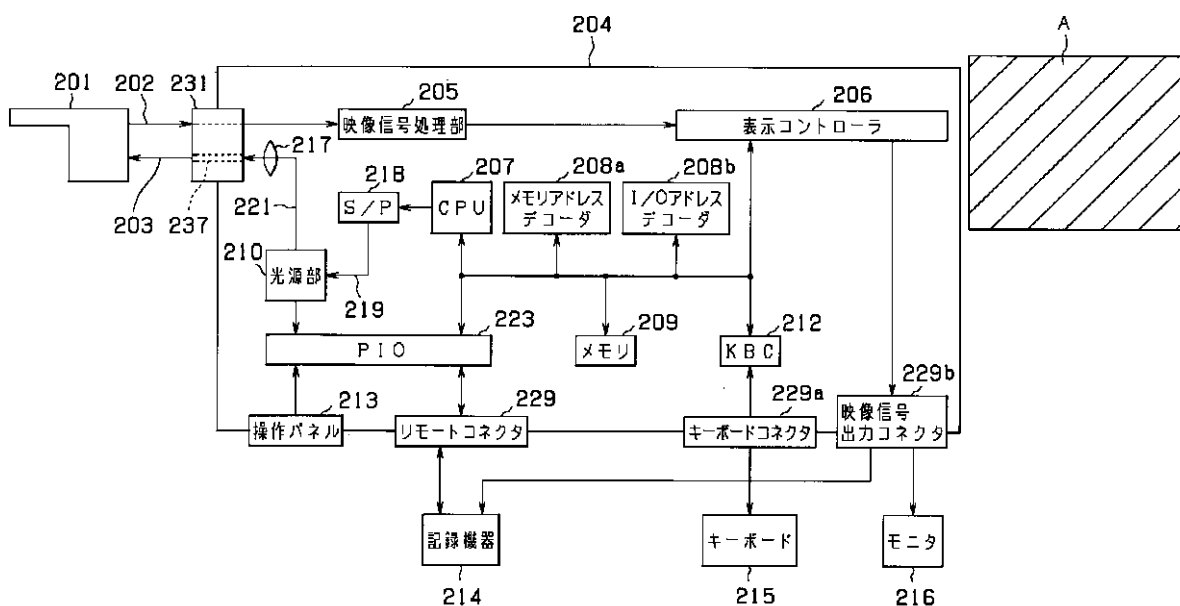 204
A
201
202
231
205
206
映像信号処理部
表示コントローラ
217
218
207
208a
208b
S/P
CPU
メモリアドレス
デコーダ
I/Oアドレス
デコーダ
203
221
237
210
光源部
219
223
209
212
PIO
メモリ
KBC
213
229
229a
229b
操作パネル
リモートコネクタ
キーボードコネクタ
映像信号
出力コネクタ
記録機器
キーボード
モニタ
214
215
216